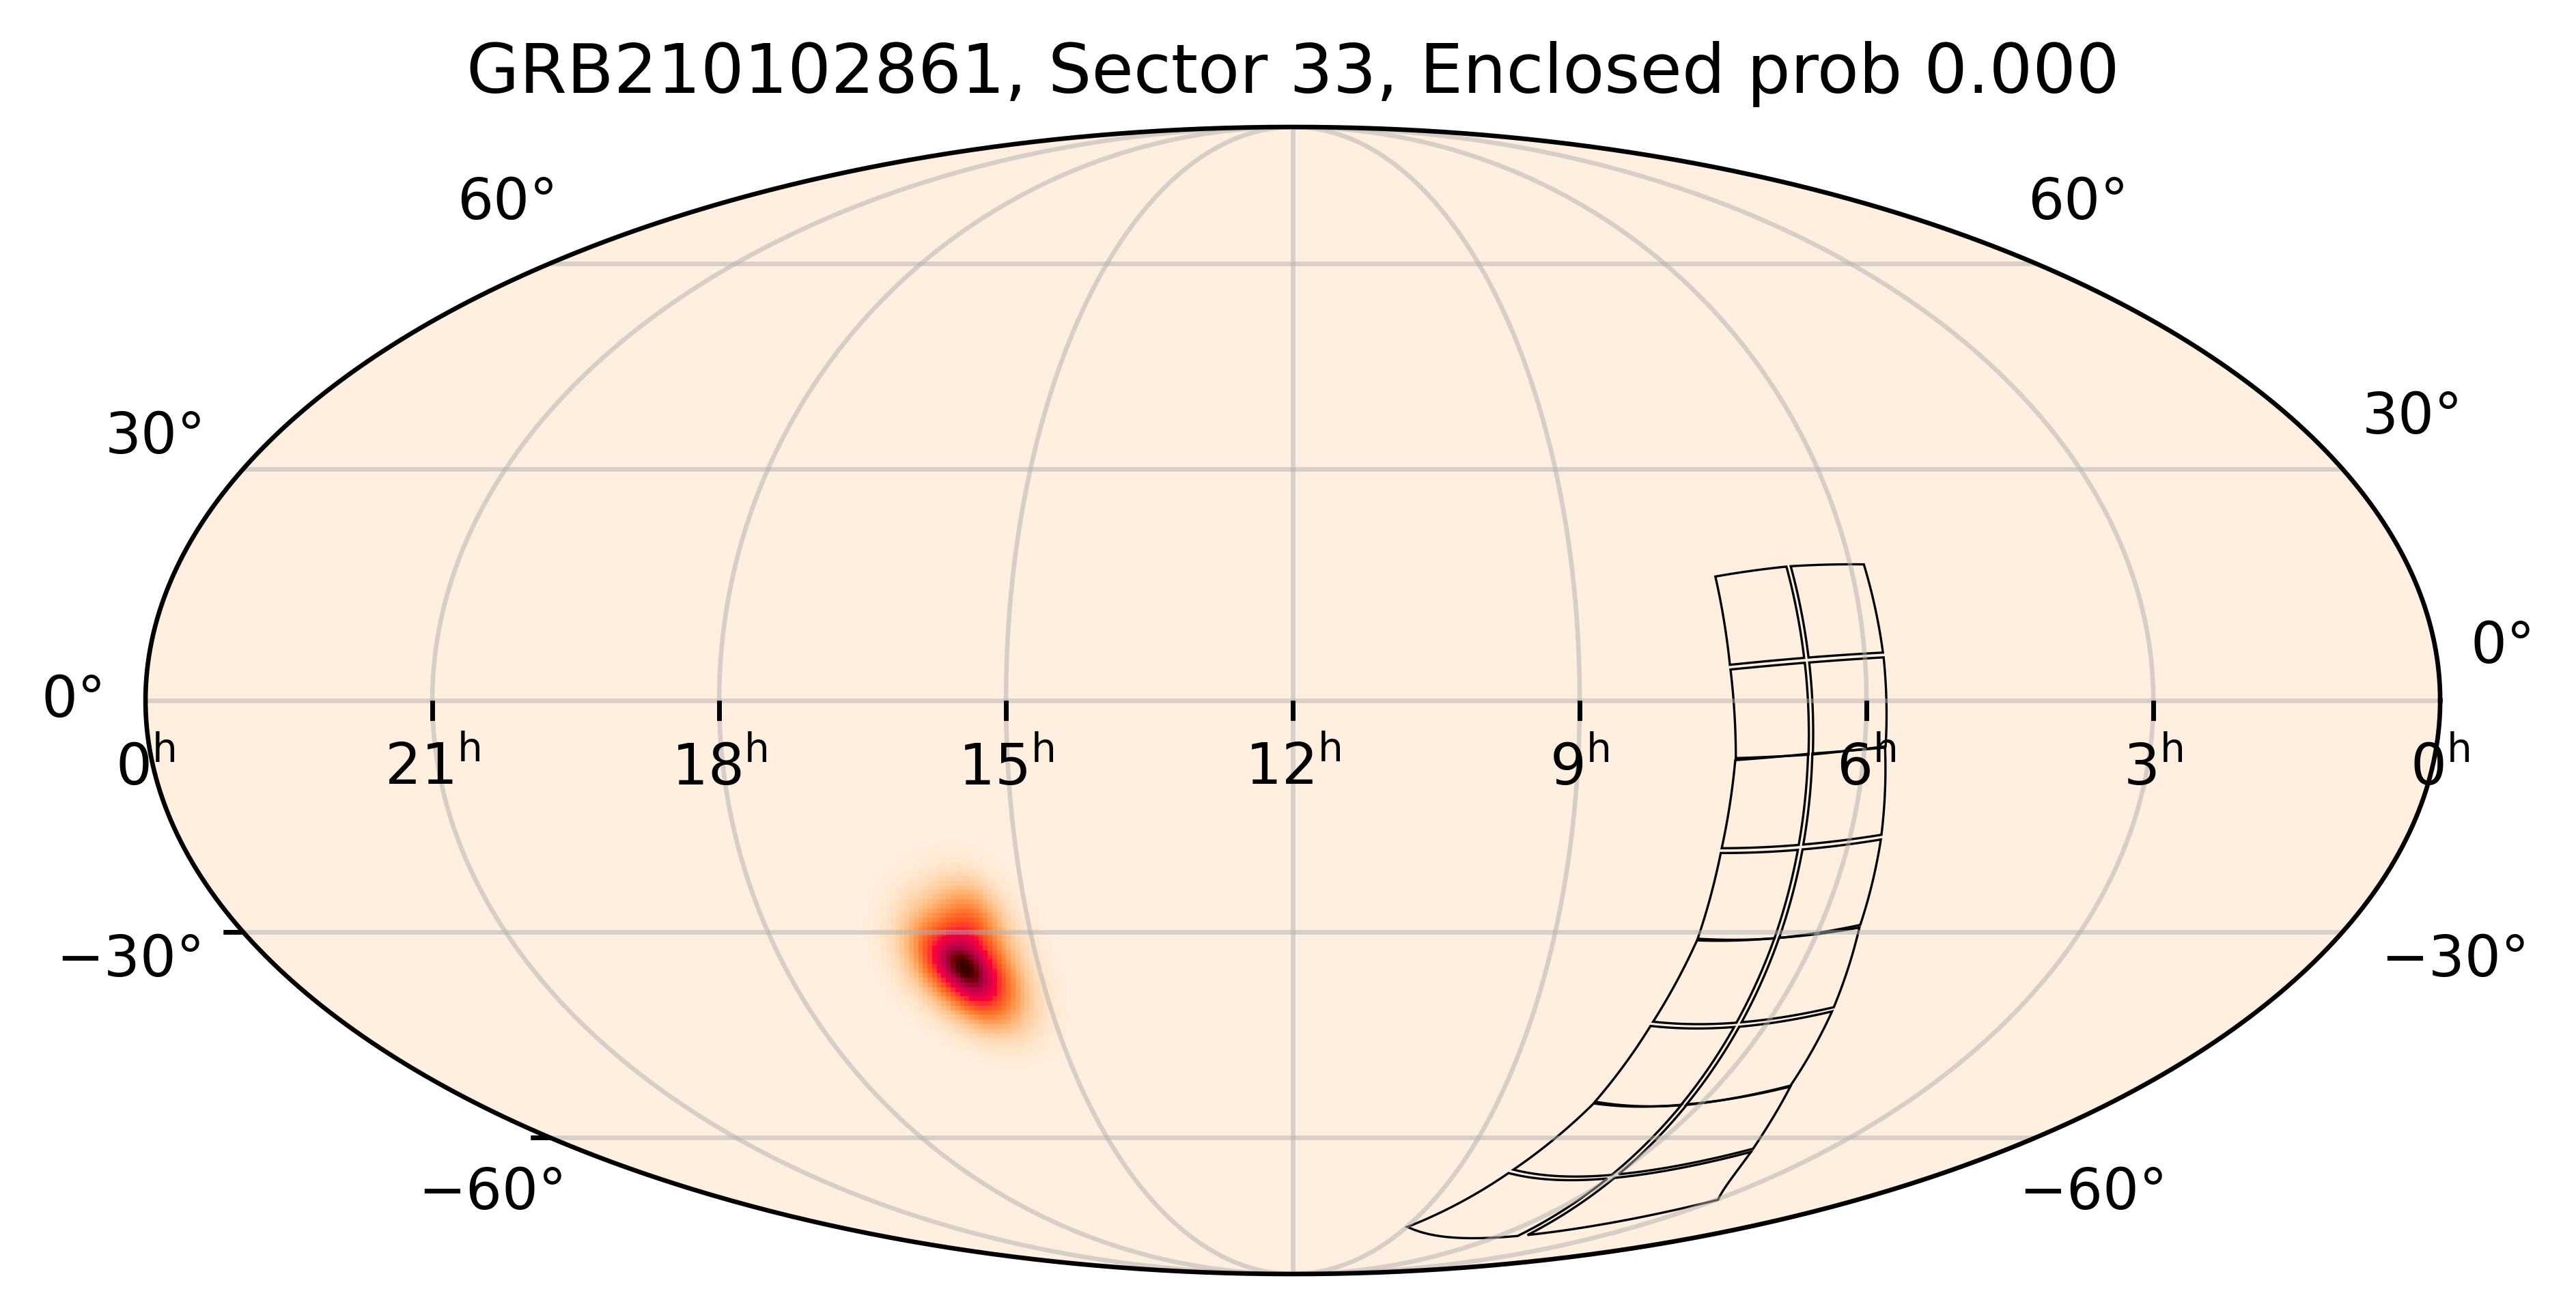 GRB210102861, Sector 33, Enclosed prob 0.000
60° 60°
30° 30°
0° 0°
0ʰ 21ʰ 18ʰ 15ʰ 12ʰ 9ʰ 6ʰ 3ʰ 0ʰ
−30° −30°
−60° −60°